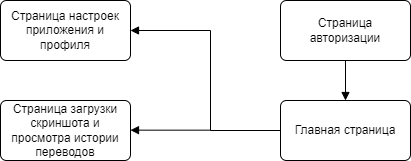 Страница настроек
приложения и
профиля
Страница
авторизации
Страница загрузки
скриншота и
просмотра истории
переводов
Главная страница